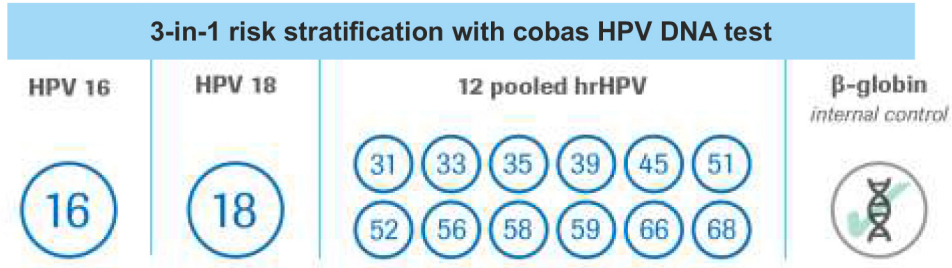 3-in-1 risk stratification with cobas HPV DNA test
HPV 16
16
HPV 18
18
12 pooled hrHPV
31 33 35 39 45 51
52 56 58 59 66 68
β-globin
internal control